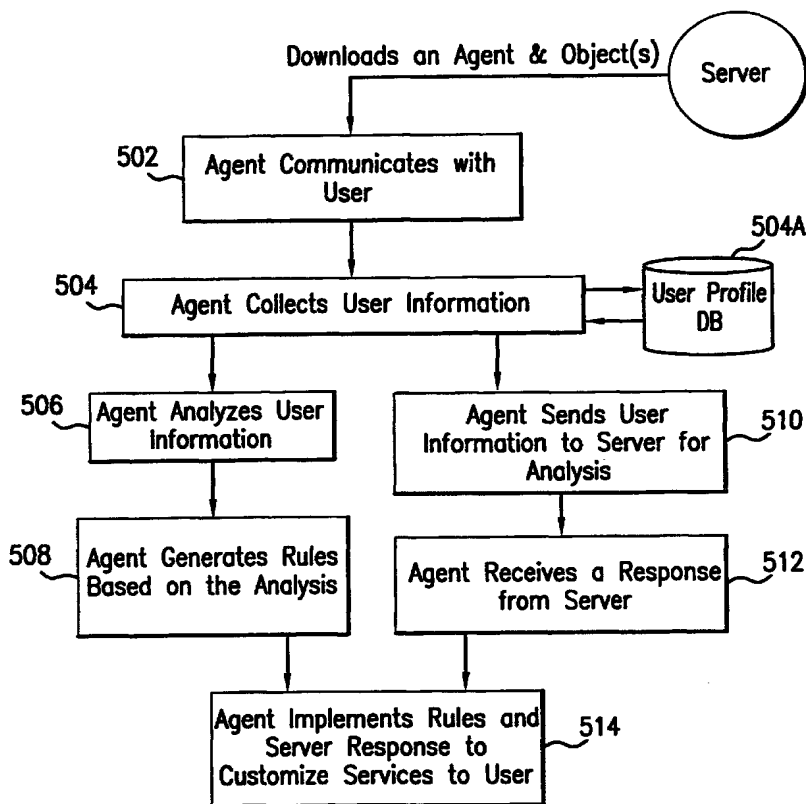 Downloads an Agent & Object(s)
Server
502
Agent Communicates with
User
504A
User Profile
DB
504
Agent Collects User Information
506
Agent Analyzes User
Information
Agent Sends User
Information to Server for
Analysis
510
508
Agent Generates Rules
Based on the Analysis
Agent Receives a Response
from Server
512
Agent Implements Rules and
Server Response to
Customize Services to User
514